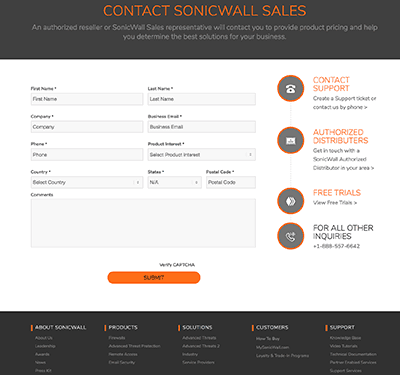 CONTACT SONICWALL SALES
An authorized reseller or SonicWall Sales representative will contact you to provide product pricing and help
you determine the best solutions for your business.
First Name * Last Name *
First Name Last Name
Company * Business Email *
Company Business Email
Phone * Product Interest *
Phone Select Product Interest
Country * States * Postal Code *
Select Country N/A Postal Code
Comments
Verify CAPTCHA
SUBMIT
CONTACT
SUPPORT
Create a Support ticket or
contact us by phone >
AUTHORIZED
DISTRIBUTERS
Get in touch with a
SonicWall Authorized
Distributor in your area >
FREE TRIALS
View Free Trials >
FOR ALL OTHER
INQUIRIES
+1-888-557-6642
ABOUT SONICWALL PRODUCTS SOLUTIONS CUSTOMERS SUPPORT
About Us Firewalls Advanced Threats How To Buy Knowledge Base
Leadership Advanced Threat Protection Advanced Threats 2 MySonicWall.com Video Tutorials
Awards Remote Access Industry Loyalty & Trade-in Programs Technical Documentation
News Email Security Service Providers Partner Enabled Services
Press Kit Support Services